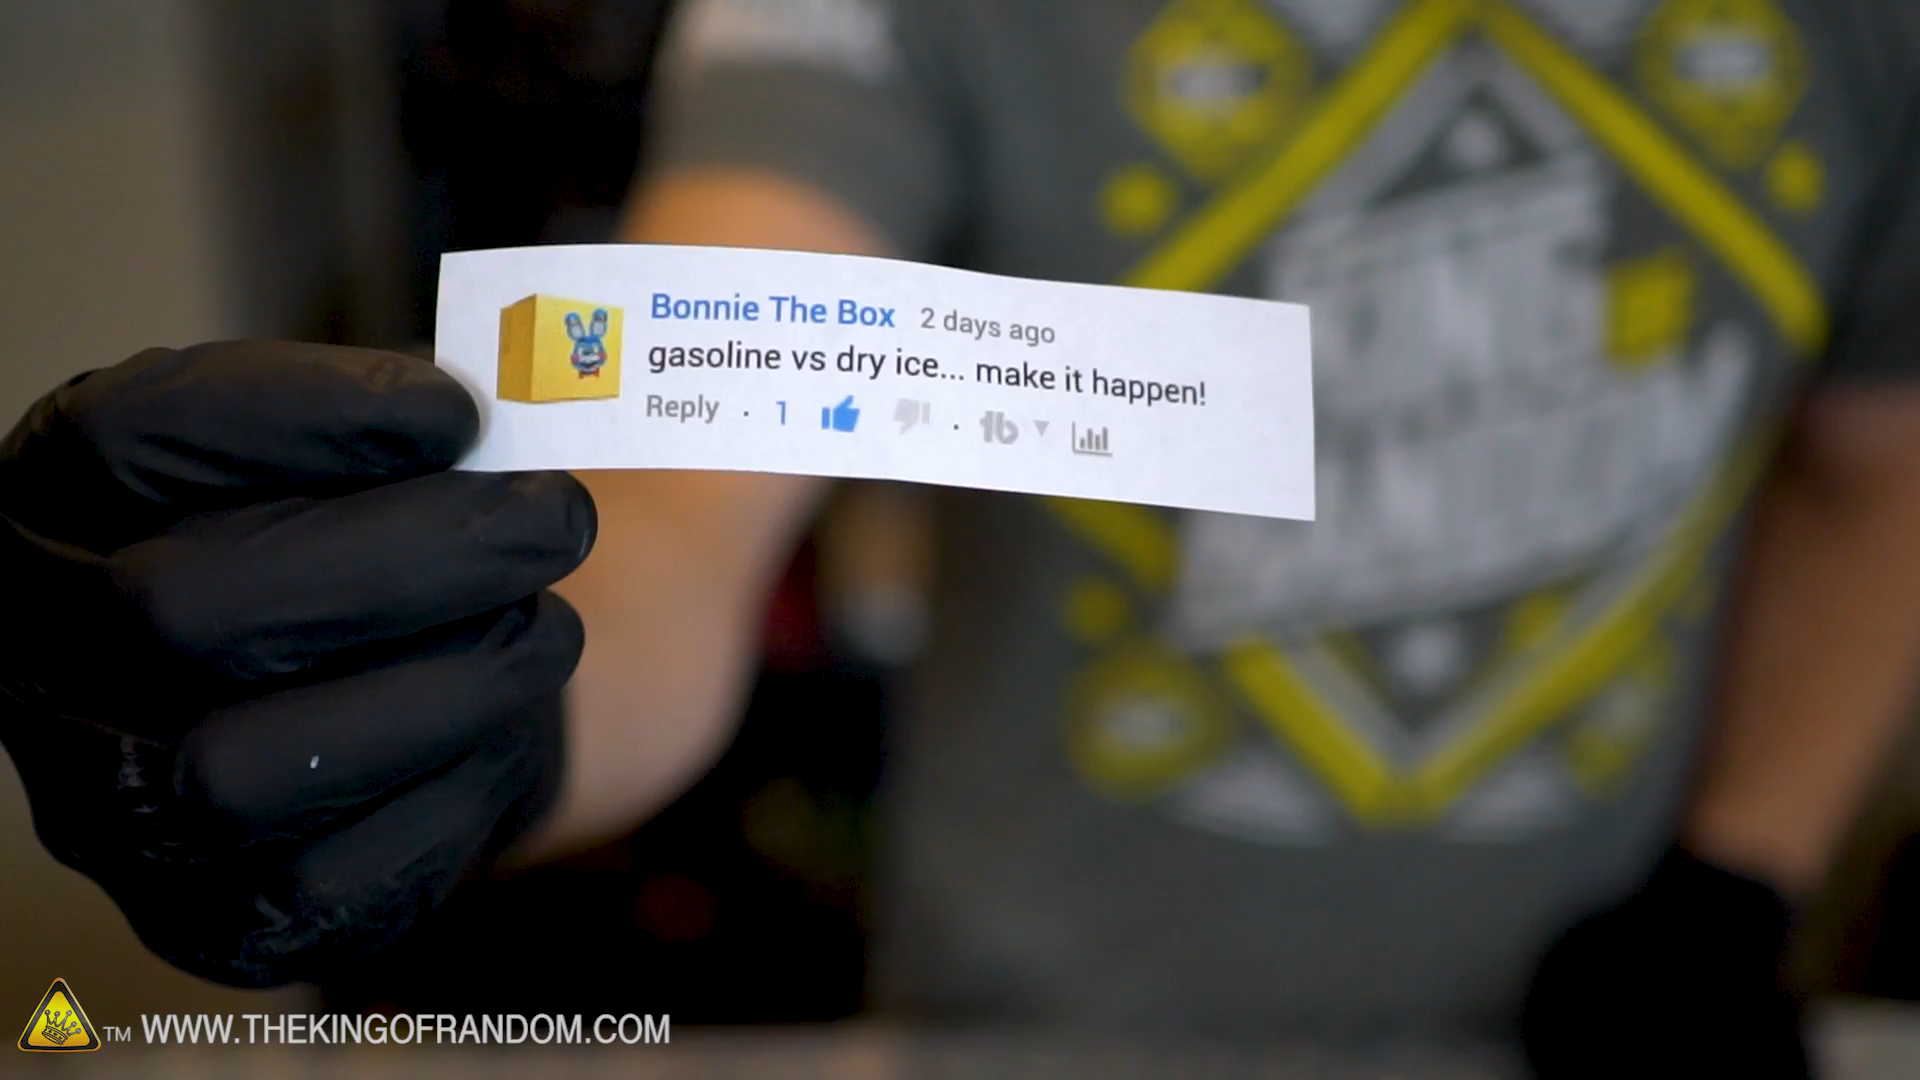 Bonnie The Box 2 days ago
gasoline vs dry ice... make it happen!
Reply · 1 ·
TM WWW.THEKINGOFRANDOM.COM